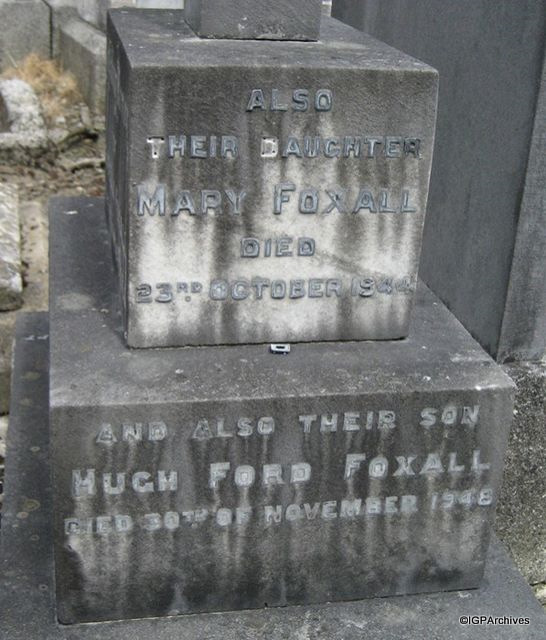 ALSO
THEIR DAUGHTER
MARY FOXALL
DIED
23RD OCTOBER 1944
AND ALSO THEIR SON
HUGH FORD FOXALL
DIED 30TH OF NOVEMBER 1948
©IGPArchives